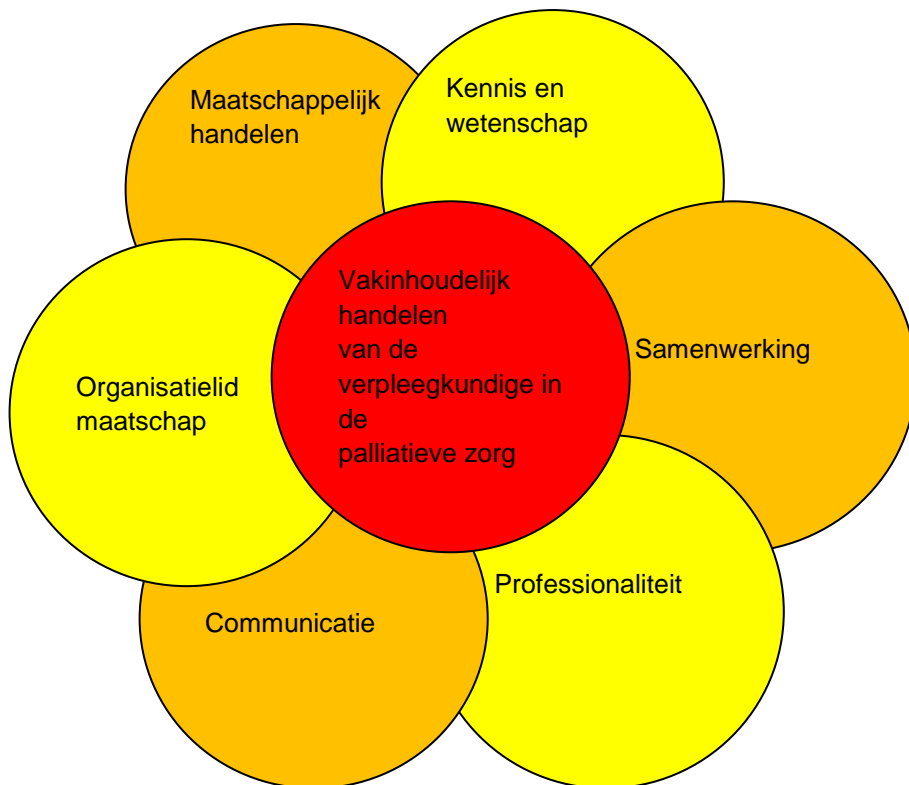 Maatschappelijk
handelen
Kennis en
wetenschap
Vakinhoudelijk
handelen
van de
verpleegkundige in
de
palliatieve zorg
Samenwerking
Organisatielid
maatschap
Professionaliteit
Communicatie